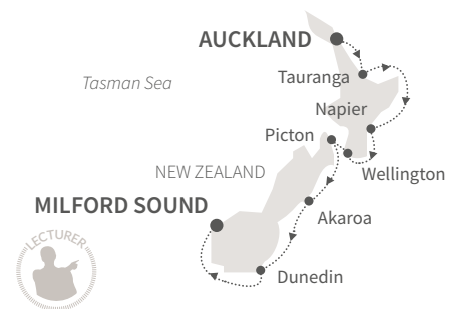 AUCKLAND
Tasman Sea
Tauranga
Napier
Picton
NEW ZEALAND
Wellington
MILFORD SOUND
Akaroa
LECTURER
Dunedin